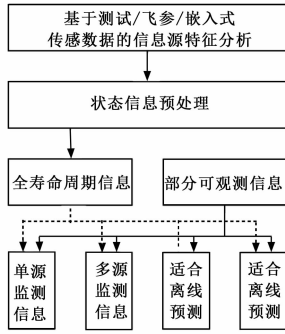 基于测试/飞参/嵌入式
传感数据的信息源特征分析
状态信息预处理
全寿命周期信息
部分可观测信息
单源
监测
信息
多源
监测
信息
适合
离线
预测
适合
离线
预测